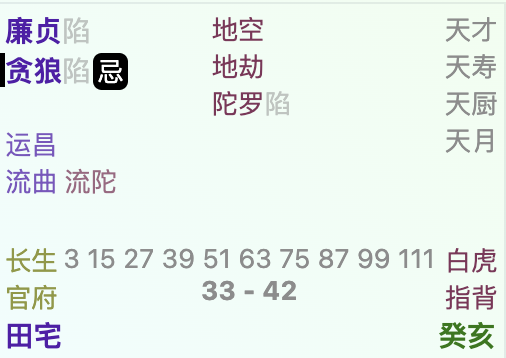 廉贞陷 地空 天才
贪狼陷忌 地劫 天寿
陀罗陷 天厨
运昌 天月
流曲 流陀
长生 3 15 27 39 51 63 75 87 99 111 白虎
官府 33 - 42 指背
田宅 癸亥